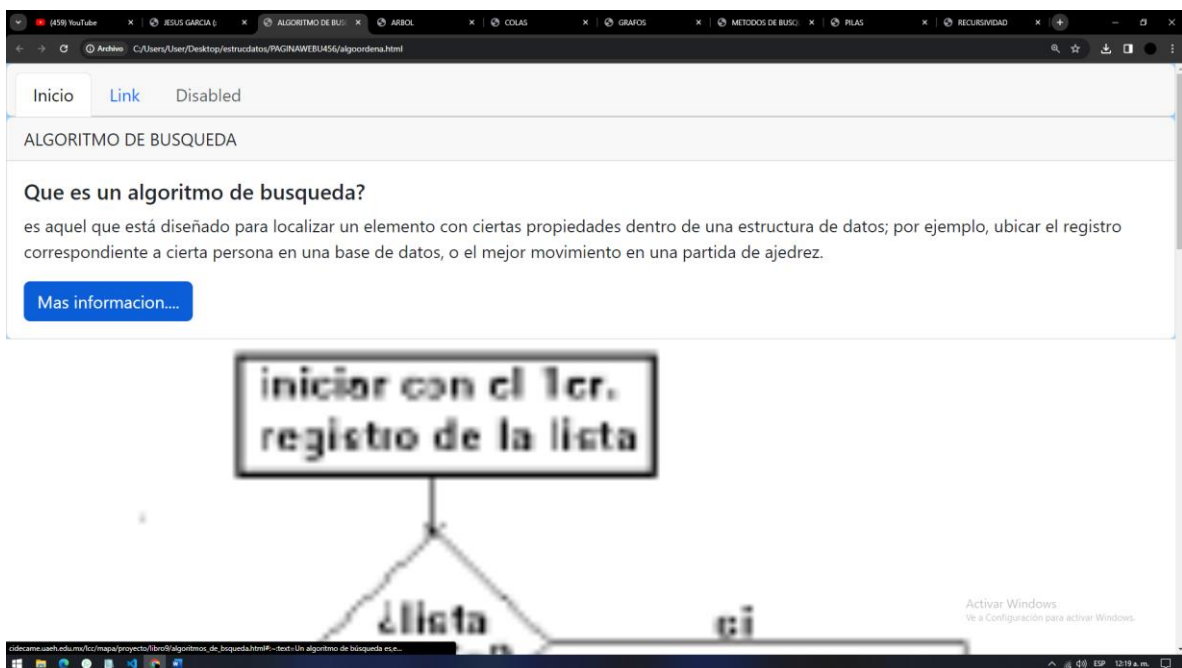 (459) YouTube
JESUS GARCIA (:
ALGORITMO DE BUS
ARBOL
COLAS
GRAFOS
METODOS DE BUSQ
PILAS
RECURSIVIDAD
Archivo C:/Users/User/Desktop/estrucdatos/PAGINAWEBU456/algoordena.html
Inicio Link Disabled
ALGORITMO DE BUSQUEDA
Que es un algoritmo de busqueda?
es aquel que está diseñado para localizar un elemento con ciertas propiedades dentro de una estructura de datos; por ejemplo, ubicar el registro
correspondiente a cierta persona en una base de datos, o el mejor movimiento en una partida de ajedrez.
Mas informacion....
iniciar con el 1er.
registro de la lista
¿lista
si
Activar Windows
Ve a Configuración para activar Windows.
cidecame.uaeh.edu.mx/lcc/mapa/proyecto/libro9/algoritmos_de_bsqueda.html#:~:text=Un algoritmo de búsqueda es,e...
ESP 12:19 a. m.